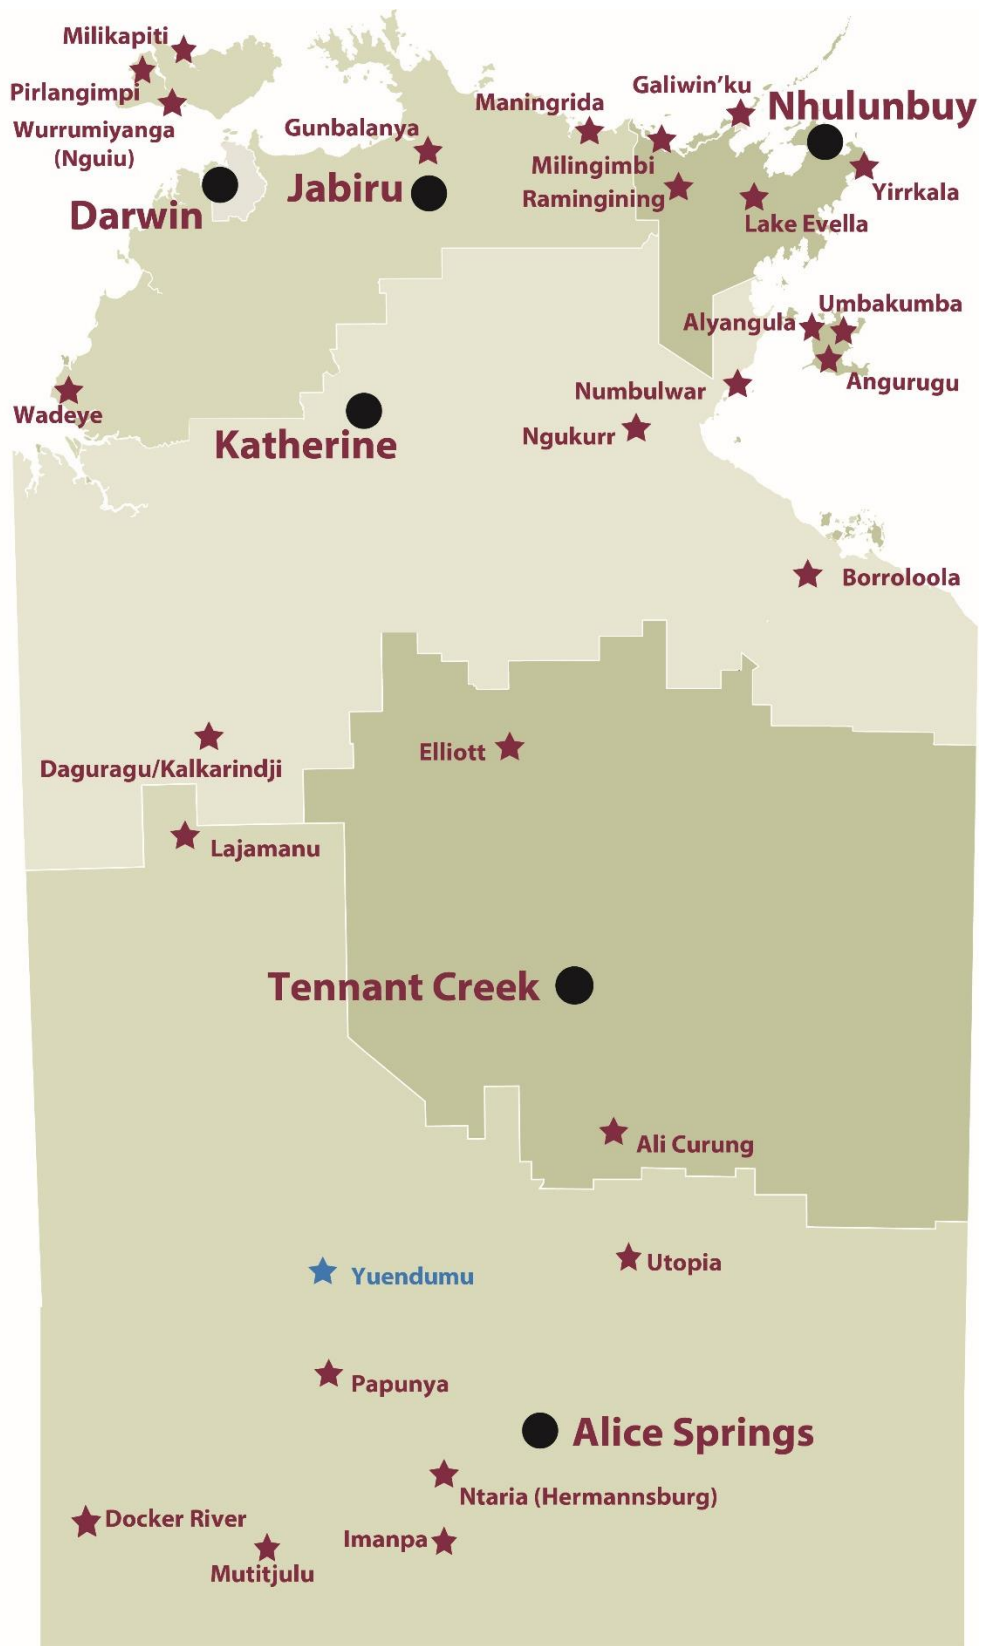 Milikapiti
Pirlangimpi
Wurrumiyanga
(Nguiu)
Darwin
Gunbalanya
Jabiru
Maningrida
Galiwin’ku
Nhulunbuy
Milingimbi
Ramingining
Yirrkala
Lake Evella
Umbakumba
Alyangula
Angurugu
Numbulwar
Wadeye
Katherine
Ngukurr
Borroloola
Elliott
Daguragu/Kalkarindji
Lajamanu
Tennant Creek
Ali Curung
Utopia
Yuendumu
Papunya
Alice Springs
Ntaria (Hermannsburg)
Docker River
Imanpa
Mutitjulu